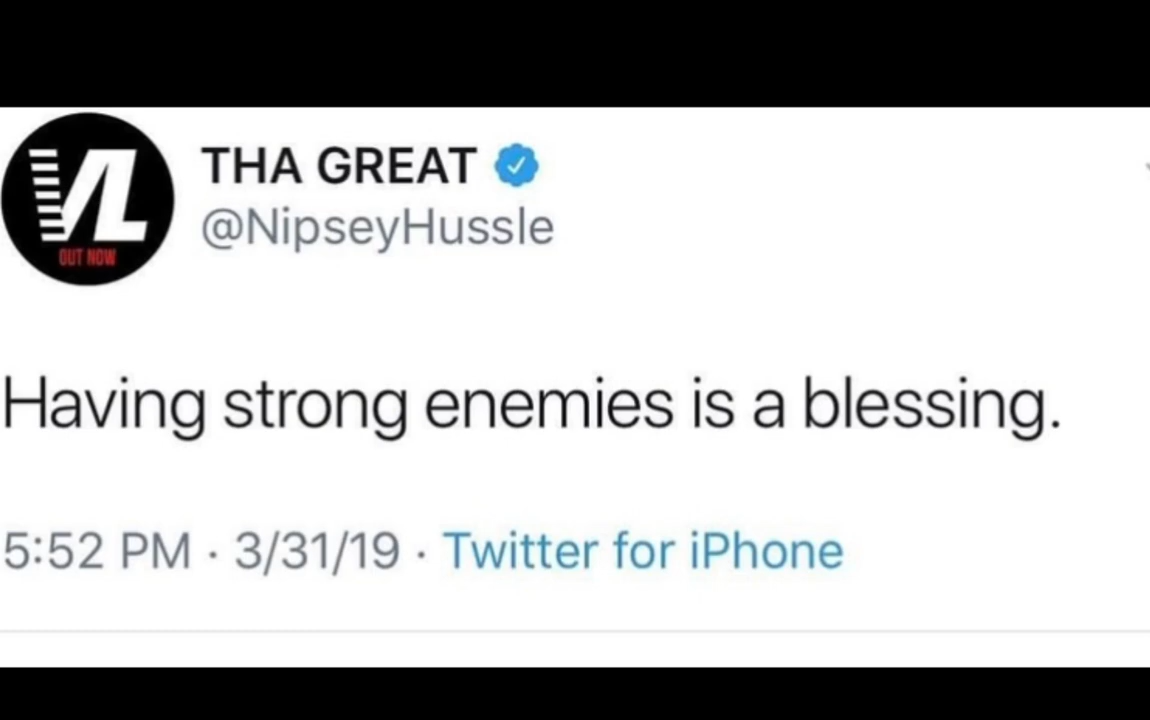 VL
OUT NOW
THA GREAT
@NipseyHussle
Having strong enemies is a blessing.
5:52 PM · 3/31/19 · Twitter for iPhone